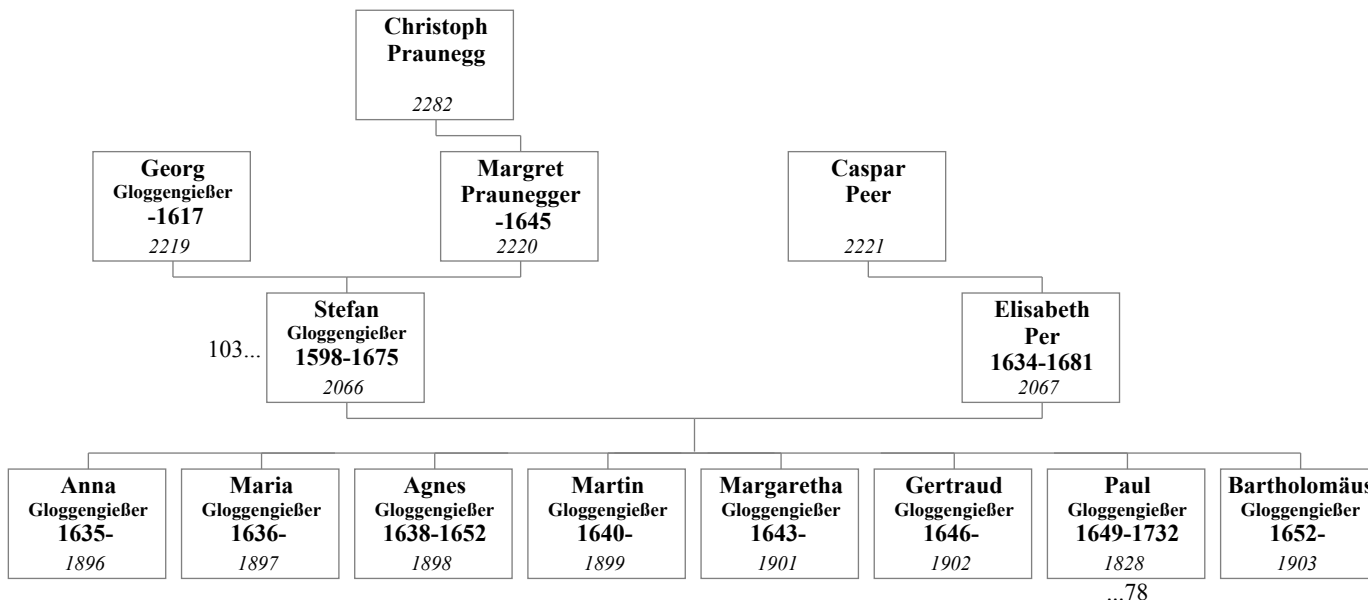 Christoph
Praunegg
2282
Georg
Gloggengießer
-1617
2219
Margret
Praunegger
-1645
2220
Caspar
Peer
2221
103...
Stefan
Gloggengießer
1598-1675
2066
Elisabeth
Per
1634-1681
2067
Anna
Gloggengießer
1635-
1896
Maria
Gloggengießer
1636-
1897
Agnes
Gloggengießer
1638-1652
1898
Martin
Gloggengießer
1640-
1899
Margaretha
Gloggengießer
1643-
1901
Gertraud
Gloggengießer
1646-
1902
Paul
Gloggengießer
1649-1732
1828
...78
Bartholomäus
Gloggengießer
1652-
1903